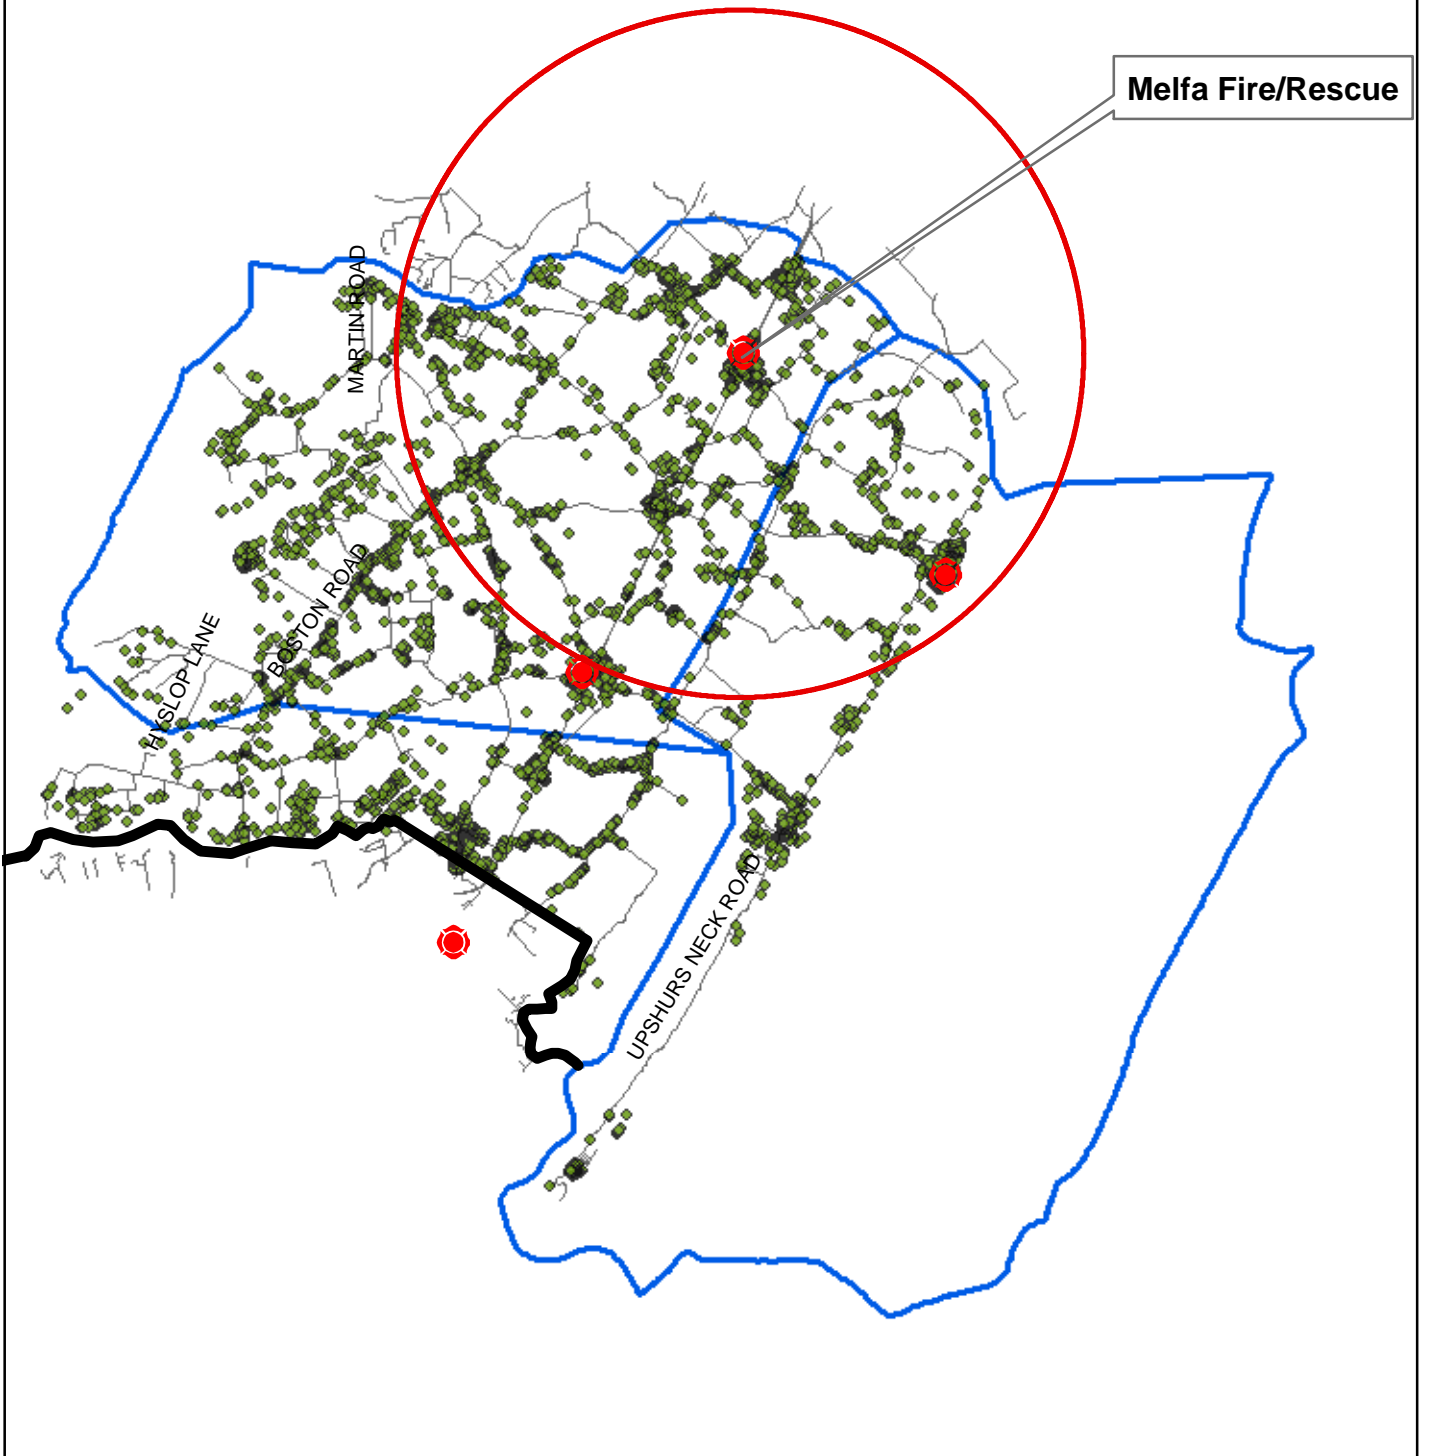 Melfa Fire/Rescue
MARTIN ROAD
BOSTON ROAD
HYSLOP LANE
UPSHURS NECK ROAD